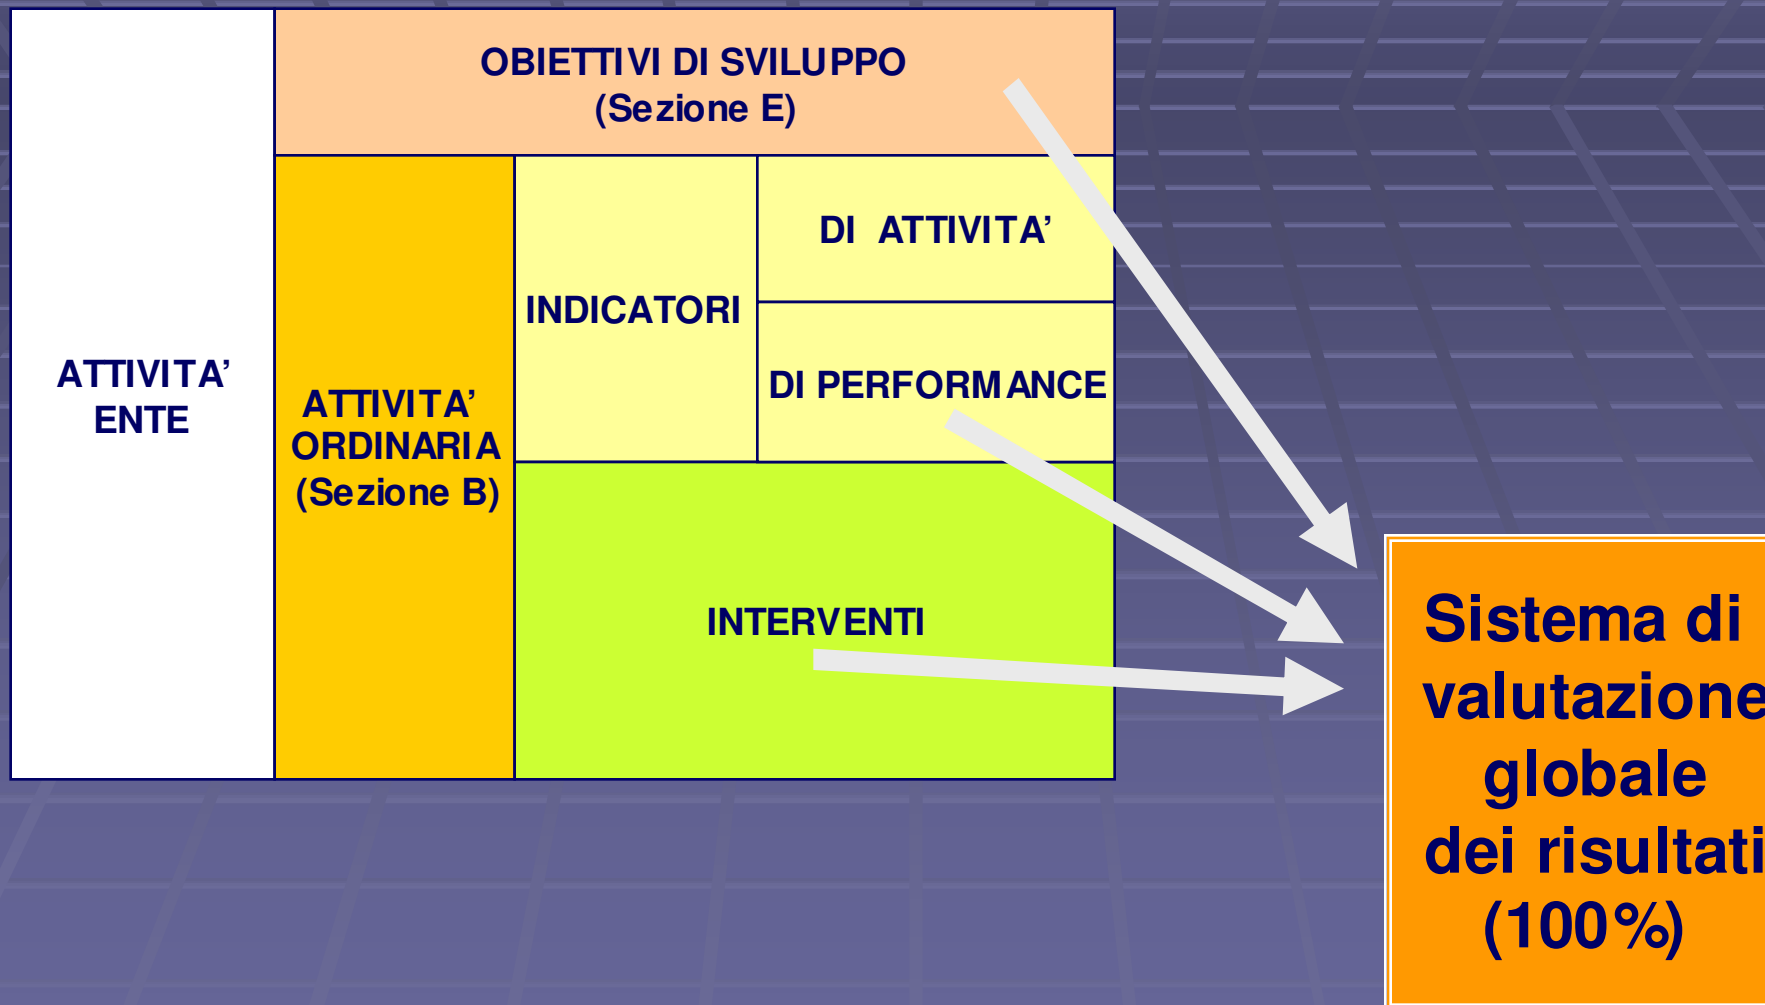 OBIETTIVI DI SVILUPPO
(Sezione E)
ATTIVITA’
ENTE
ATTIVITA’
ORDINARIA
(Sezione B)
INDICATORI
DI ATTIVITA’
DI PERFORMANCE
INTERVENTI
Sistema di
valutazione
globale
dei risultati
(100%)